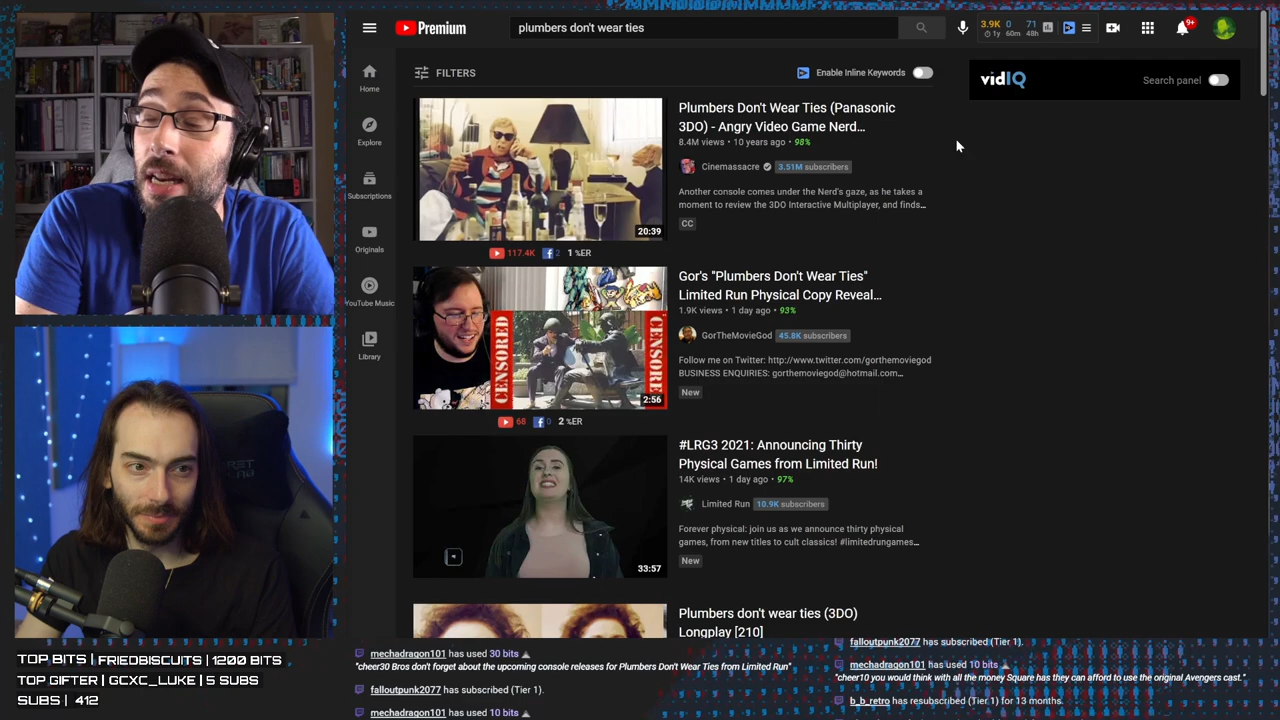 Premium
plumbers don't wear ties
3.9K 0 71
1y 60m 48h
9+
Home
Explore
Subscriptions
Originals
YouTube Music
Library
FILTERS
Enable Inline Keywords
vidIQ
Search panel
Plumbers Don't Wear Ties (Panasonic
3DO) - Angry Video Game Nerd...
8.4M views • 10 years ago • 98%
Cinemassacre 3.51M subscribers
Another console comes under the Nerd's gaze, as he takes a
moment to review the 3DO Interactive Multiplayer, and finds...
CC
20:39
117.4K 2 1 %ER
Gor's "Plumbers Don't Wear Ties"
Limited Run Physical Copy Reveal...
1.9K views • 1 day ago • 93%
GorTheMovieGod 45.8K subscribers
Follow me on Twitter: http://www.twitter.com/gorthemoviegod
BUSINESS ENQUIRIES: gorthemoviegod@hotmail.com...
New
CENSORED
CENSORE
2:56
68 0 2 %ER
#LRG3 2021: Announcing Thirty
Physical Games from Limited Run!
14K views • 1 day ago • 97%
Limited Run 10.9K subscribers
Forever physical: join us as we announce thirty physical
games, from new titles to cult classics! #limitedrungames...
New
33:57
Plumbers don't wear ties (3DO)
Longplay [210]
TOP BITS | FRIEDBISCUITS | 1200 BITS
TOP GIFTER | GCXC_LUKE | 5 SUBS
SUBS | 412
mechadragon101 has used 30 bits
"cheer30 Bros don't forget about the upcoming console releases for Plumbers Don't Wear Ties from Limited Run"
falloutpunk2077 has subscribed (Tier 1).
mechadragon101 has used 10 bits
falloutpunk2077 has subscribed (Tier 1).
mechadragon101 has used 10 bits
"cheer10 you would think with all the money Square has they can afford to use the original Avengers cast."
b_b_retro has resubscribed (Tier 1) for 13 months.